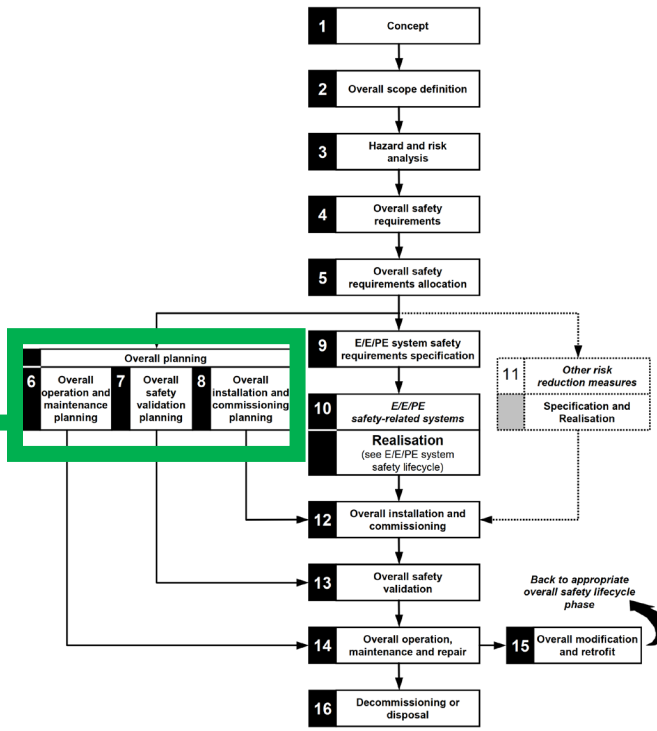 1
Concept
2
Overall scope definition
3
Hazard and risk
analysis
4
Overall safety
requirements
5
Overall safety
requirements allocation
Overall planning
6
Overall
operation and
maintenance
planning
7
Overall
safety
validation
planning
8
Overall
installation and
commissioning
planning
9
E/E/PE system safety
requirements specification
10
E/E/PE
safety-related systems
Realisation
(see E/E/PE system
safety lifecycle)
11
Other risk
reduction measures
Specification and
Realisation
12
Overall installation and
commissioning
13
Overall safety
validation
Back to appropriate
overall safety lifecycle
phase
14
Overall operation,
maintenance and repair
15
Overall modification
and retrofit
16
Decommissioning or
disposal